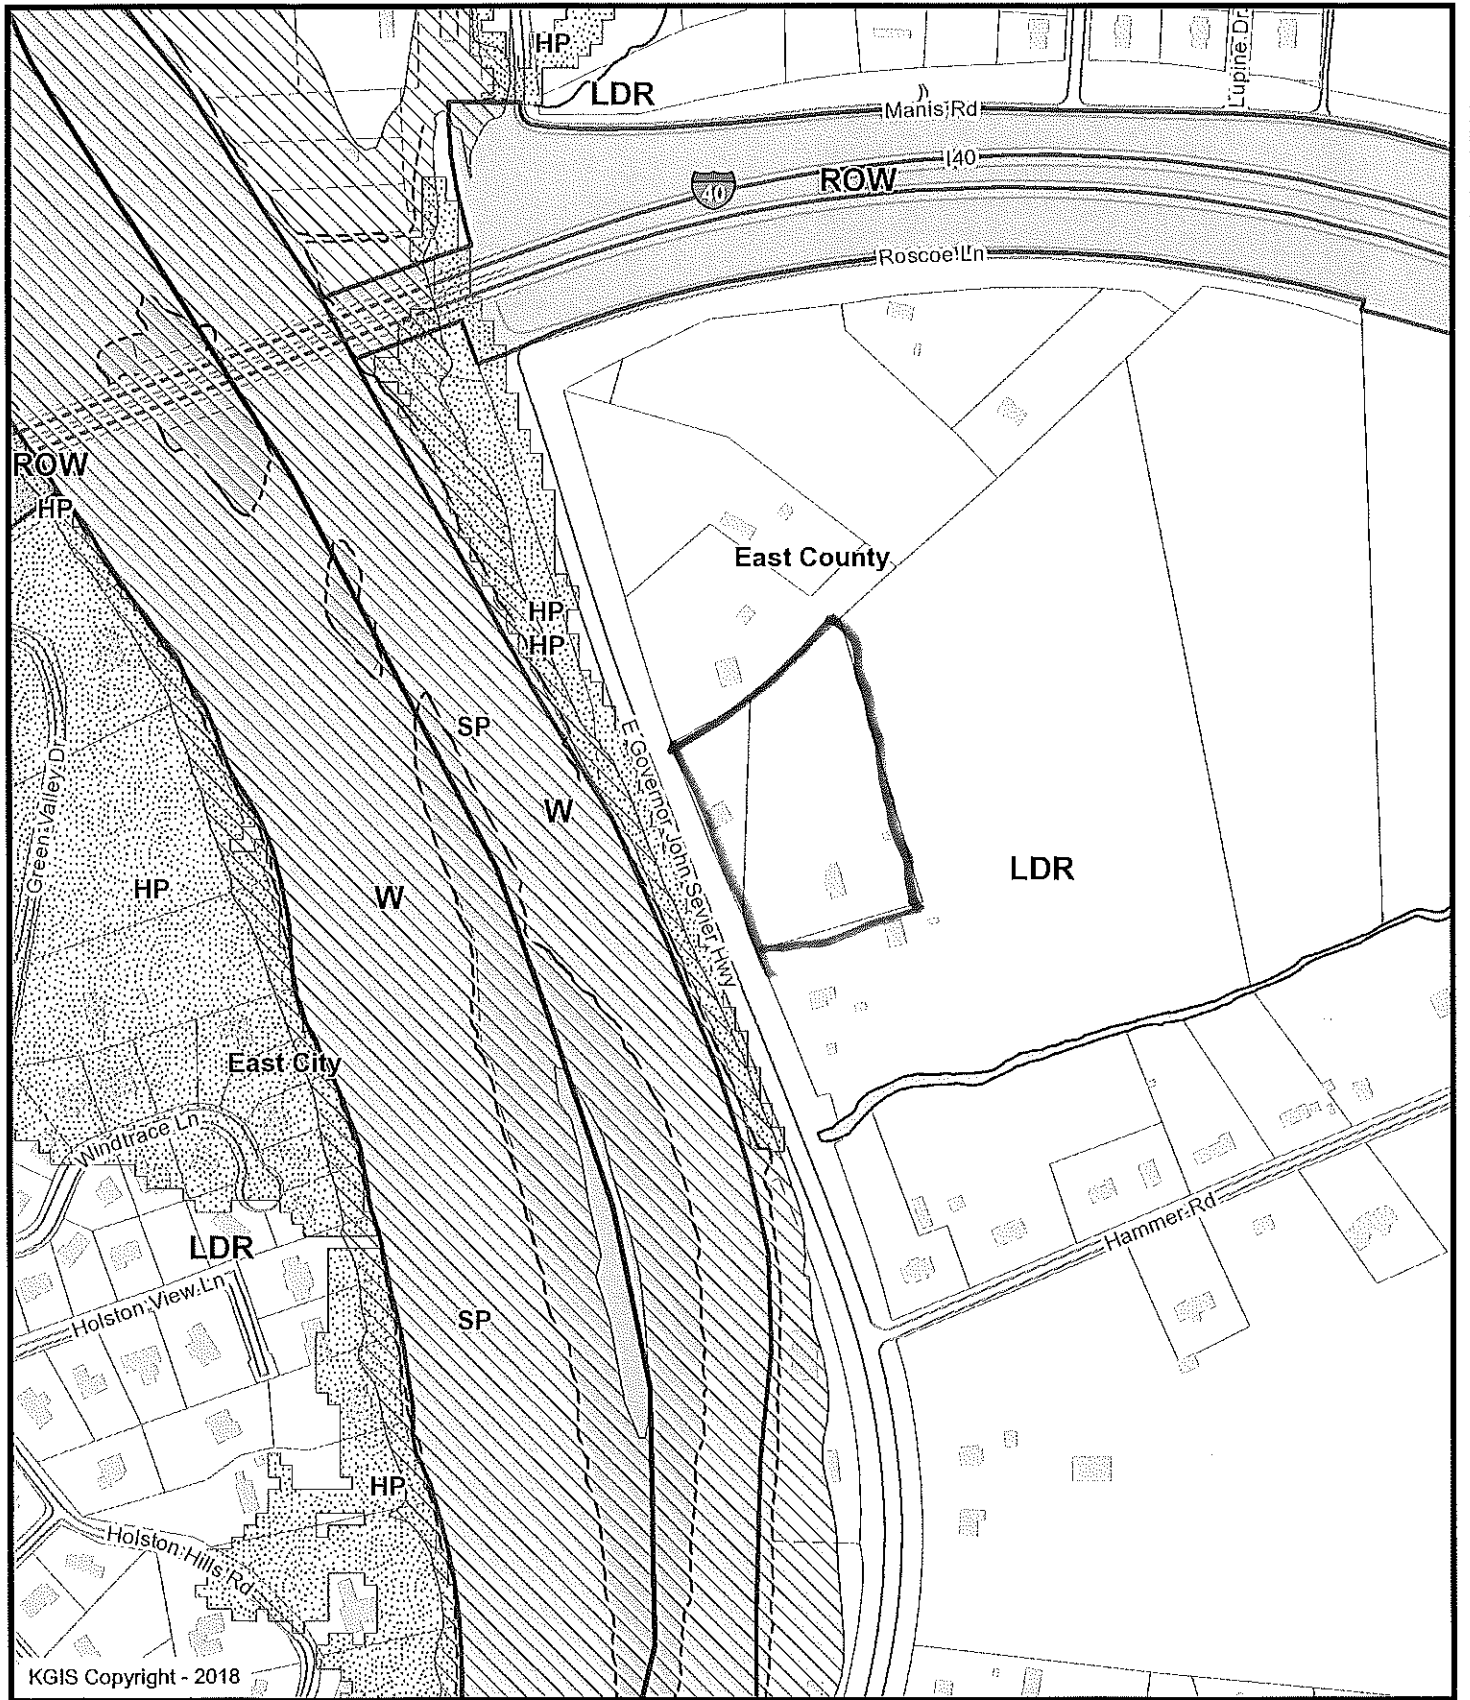 HP
LDR
Lupine Dr
Manis Rd
I40
40
ROW
Roscoe Ln
ROW
HP
East County
HP
HP
SP
E Governor John Sevier Hwy
W
Green Valley Dr
LDR
HP
W
East City
Windtrace Ln
Hammer Rd
LDR
Holston View Ln
SP
HP
Holston Hills Rd
KGIS Copyright - 2018